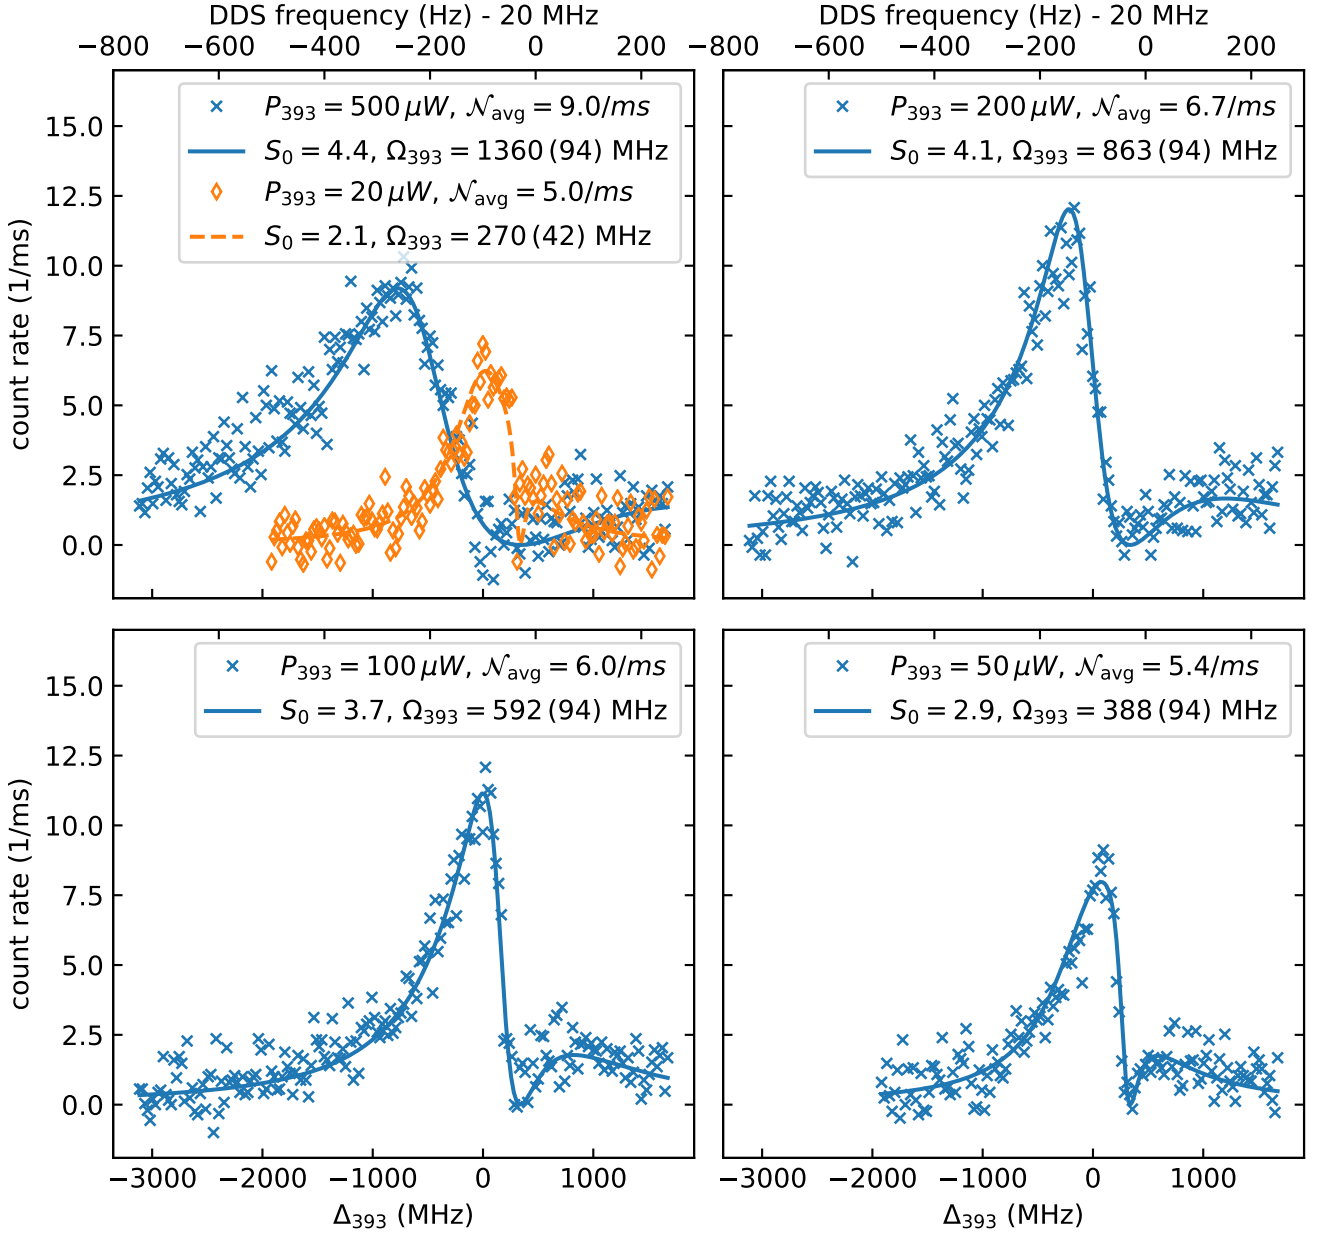 DDS frequency (Hz) - 20 MHz
DDS frequency (Hz) - 20 MHz
−800 −600 −400 −200 0 200
−800 −600 −400 −200 0 200
count rate (1/ms)
15.0
12.5
10.0
7.5
5.0
2.5
0.0
P₃₉₃ = 500 μW, 𝒩avg = 9.0/ms
S₀ = 4.4, Ω₃₉₃ = 1360 (94) MHz
P₃₉₃ = 20 μW, 𝒩avg = 5.0/ms
S₀ = 2.1, Ω₃₉₃ = 270 (42) MHz
P₃₉₃ = 200 μW, 𝒩avg = 6.7/ms
S₀ = 4.1, Ω₃₉₃ = 863 (94) MHz
count rate (1/ms)
15.0
12.5
10.0
7.5
5.0
2.5
0.0
P₃₉₃ = 100 μW, 𝒩avg = 6.0/ms
S₀ = 3.7, Ω₃₉₃ = 592 (94) MHz
P₃₉₃ = 50 μW, 𝒩avg = 5.4/ms
S₀ = 2.9, Ω₃₉₃ = 388 (94) MHz
−3000 −2000 −1000 0 1000
−3000 −2000 −1000 0 1000
Δ₃₉₃ (MHz)
Δ₃₉₃ (MHz)